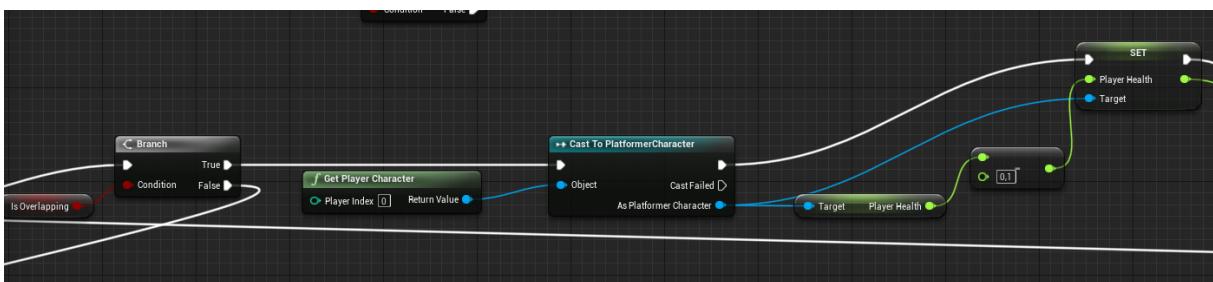 Condition False
SET
Player Health
Target
Branch
True
Condition False
Is Overlapping
f Get Player Character
Player Index 0 Return Value
Cast To PlatformerCharacter
Object
Cast Failed
As Platformer Character
Target Player Health
0,1